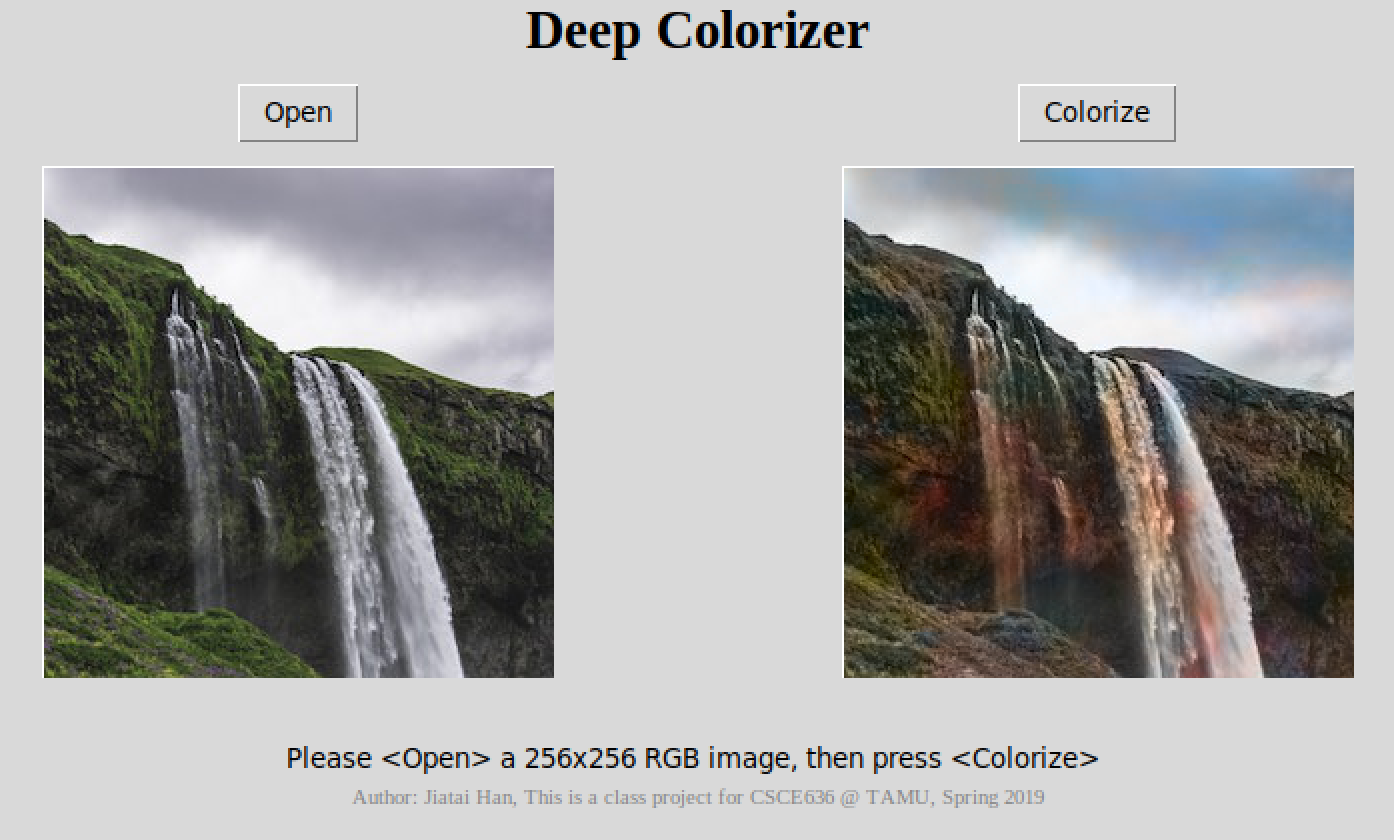 Deep Colorizer
Open
Colorize
Please <Open> a 256x256 RGB image, then press <Colorize>
Author: Jiatai Han, This is a class project for CSCE636 @ TAMU, Spring 2019